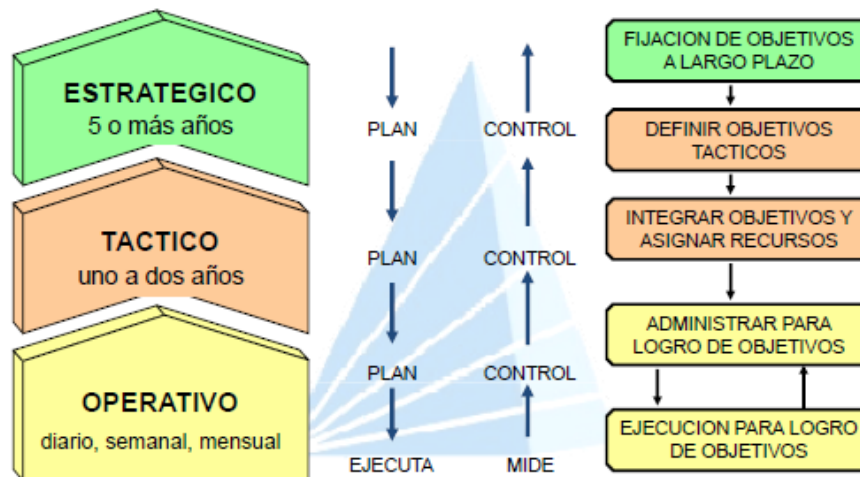 ESTRATEGICO
5 o más años
TACTICO
uno a dos años
OPERATIVO
diario, semanal, mensual
PLAN
CONTROL
PLAN
CONTROL
PLAN
CONTROL
EJECUTA
MIDE
FIJACION DE OBJETIVOS
A LARGO PLAZO
DEFINIR OBJETIVOS
TACTICOS
INTEGRAR OBJETIVOS Y
ASIGNAR RECURSOS
ADMINISTRAR PARA
LOGRO DE OBJETIVOS
EJECUCION PARA LOGRO
DE OBJETIVOS